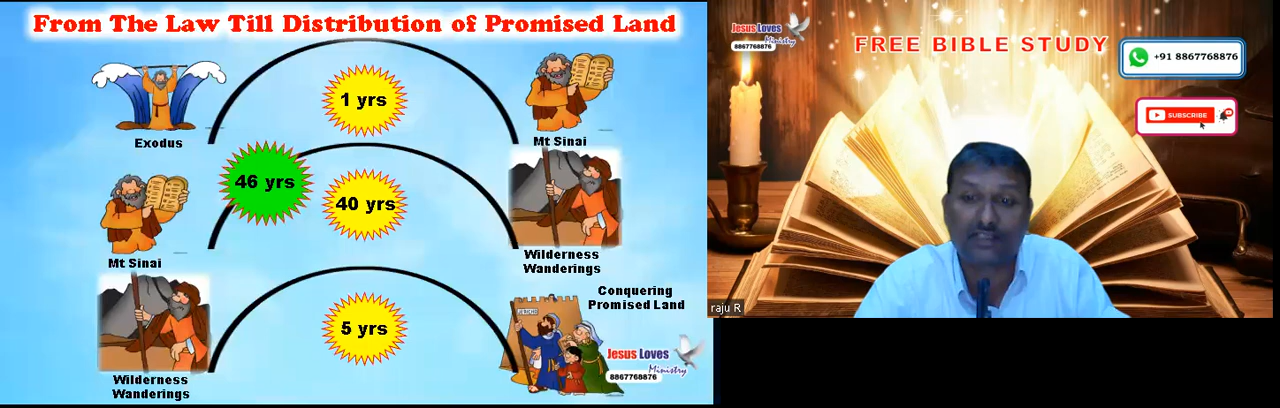 From The Law Till Distribution of Promised Land
1 yrs
Exodus
Mt Sinai
46 yrs
40 yrs
Mt Sinai
Wilderness
Wanderings
5 yrs
Conquering
Promised Land
Wilderness
Wanderings
Jesus Loves
Ministry
8867768876
Jesus Loves
Ministry
8867768876
FREE BIBLE STUDY
+91 8867768876
SUBSCRIBE
raju R